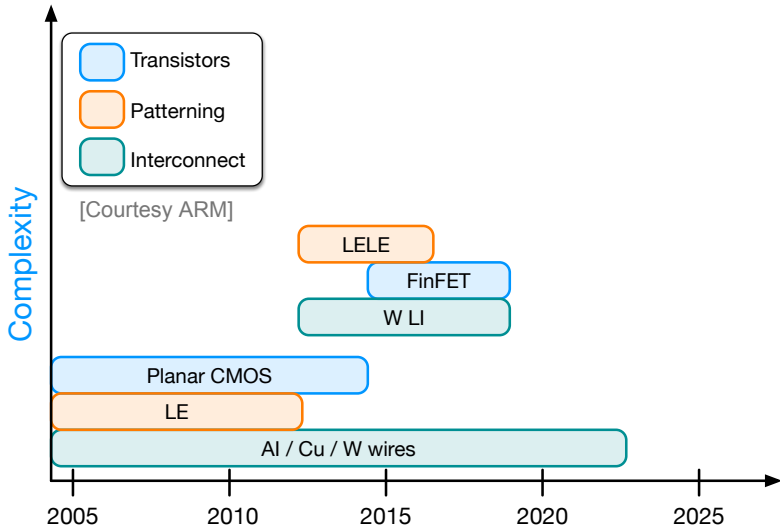 Transistors
Patterning
Interconnect
[Courtesy ARM]
Complexity
LELE
FinFET
W LI
Planar CMOS
LE
Al / Cu / W wires
2005 2010 2015 2020 2025